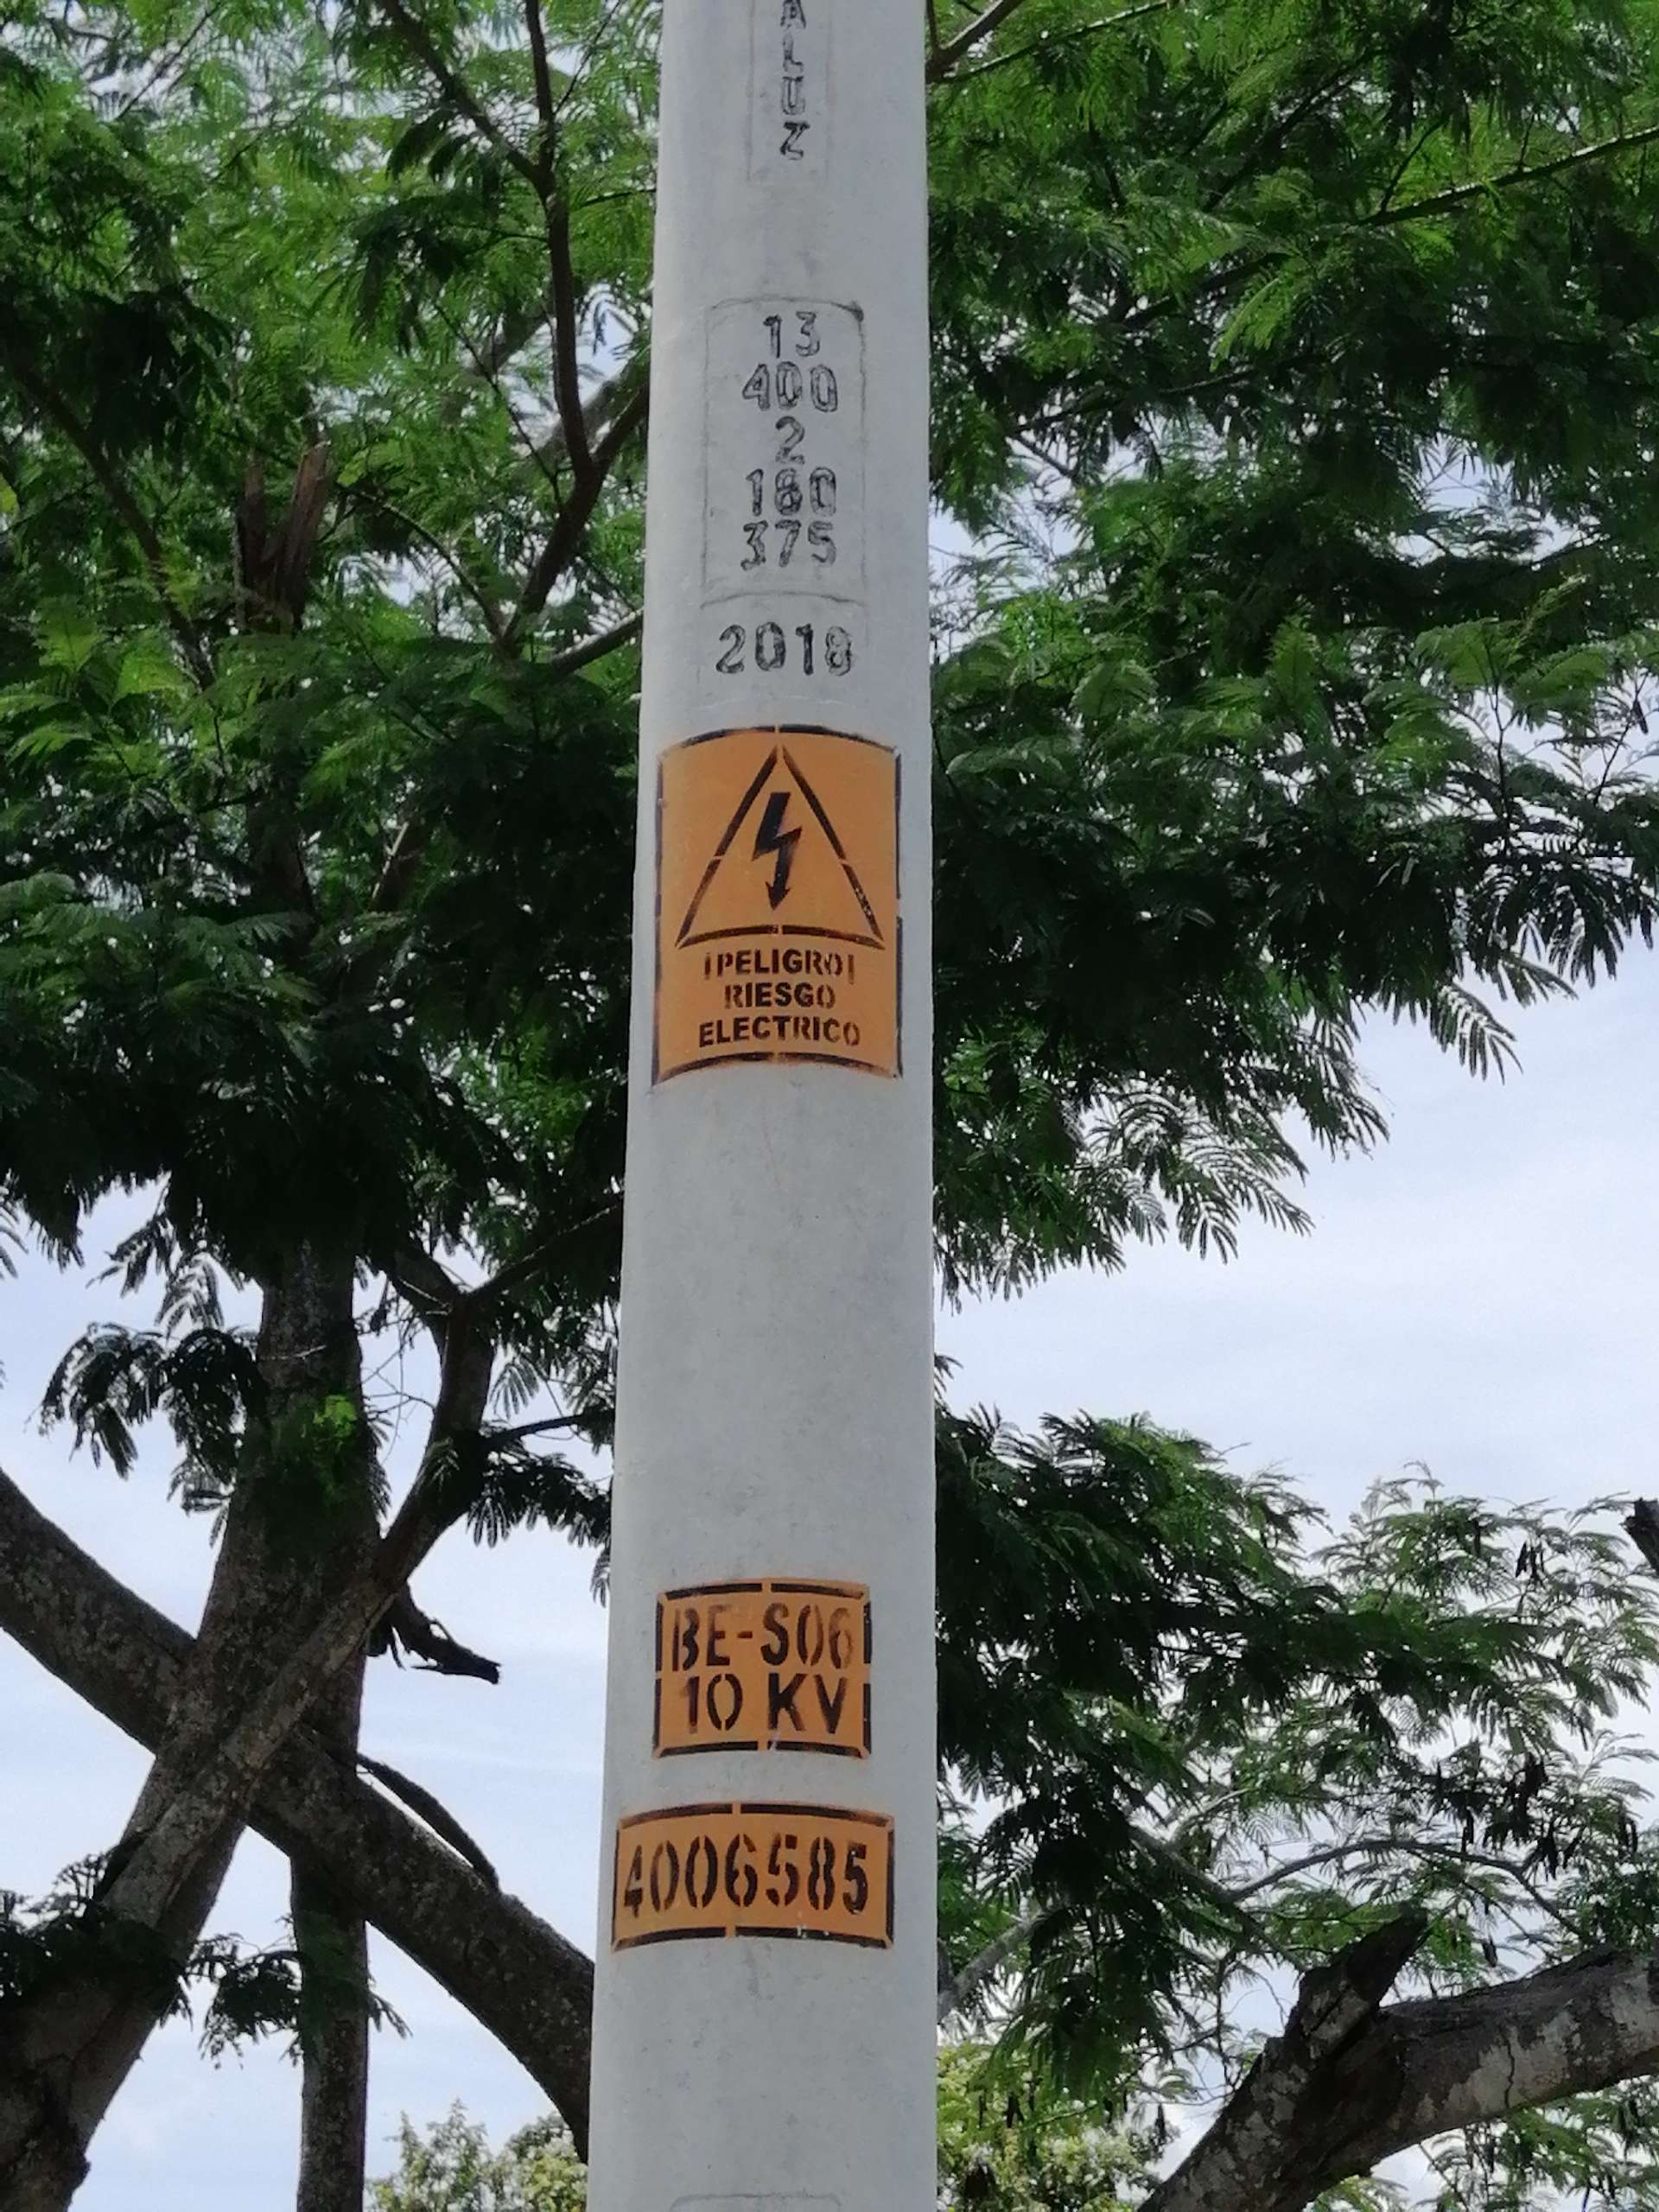 ALUZ
13
400
2
180
375
2018
¡PELIGRO!
RIESGO
ELECTRICO
BE-S06
10 KV
4006585